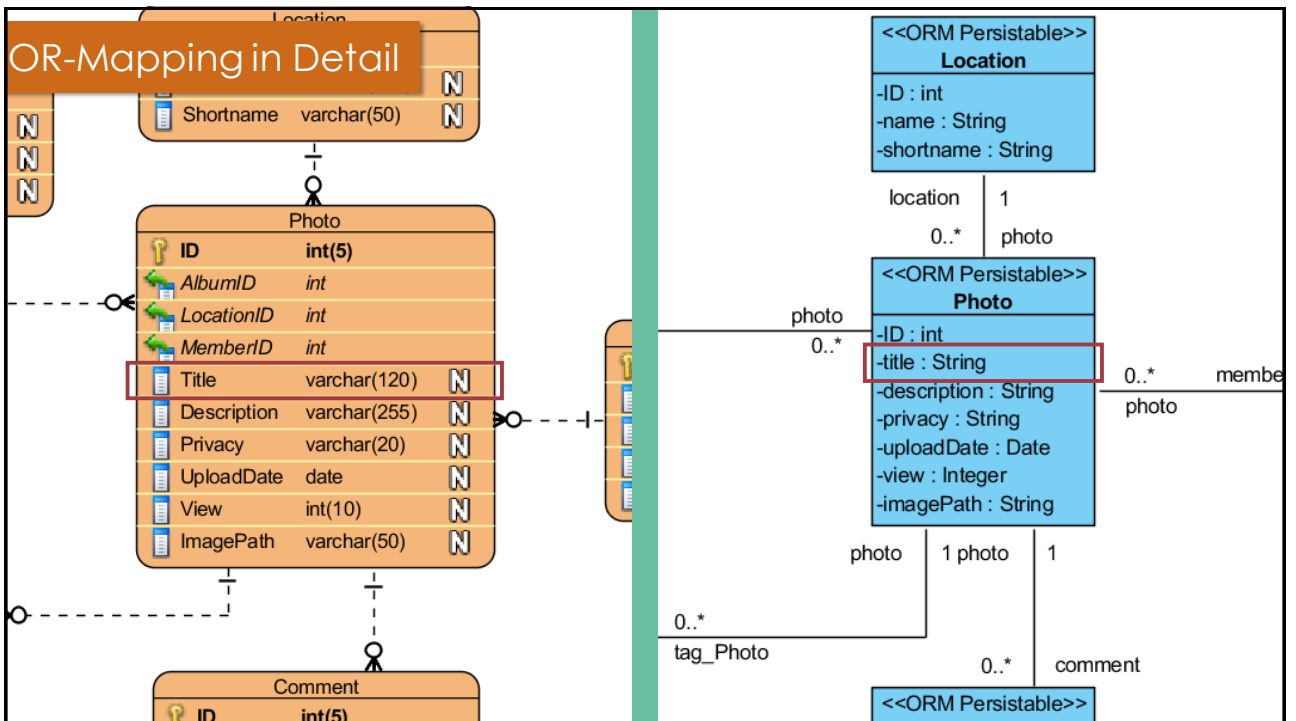 Location
OR-Mapping in Detail
N
Shortname varchar(50) N
N
N
N
Photo
ID int(5)
AlbumID int
LocationID int
MemberID int
Title varchar(120) N
Description varchar(255) N
Privacy varchar(20) N
UploadDate date N
View int(10) N
ImagePath varchar(50) N
Comment
ID int(5)
<<ORM Persistable>>
Location
-ID : int
-name : String
-shortname : String
location 1
0..* photo
<<ORM Persistable>>
Photo
-ID : int
-title : String
-description : String
-privacy : String
-uploadDate : Date
-view : Integer
-imagePath : String
photo
0..*
0..* membe
photo
photo 1 photo 1
0..*
tag_Photo
0..* comment
<<ORM Persistable>>